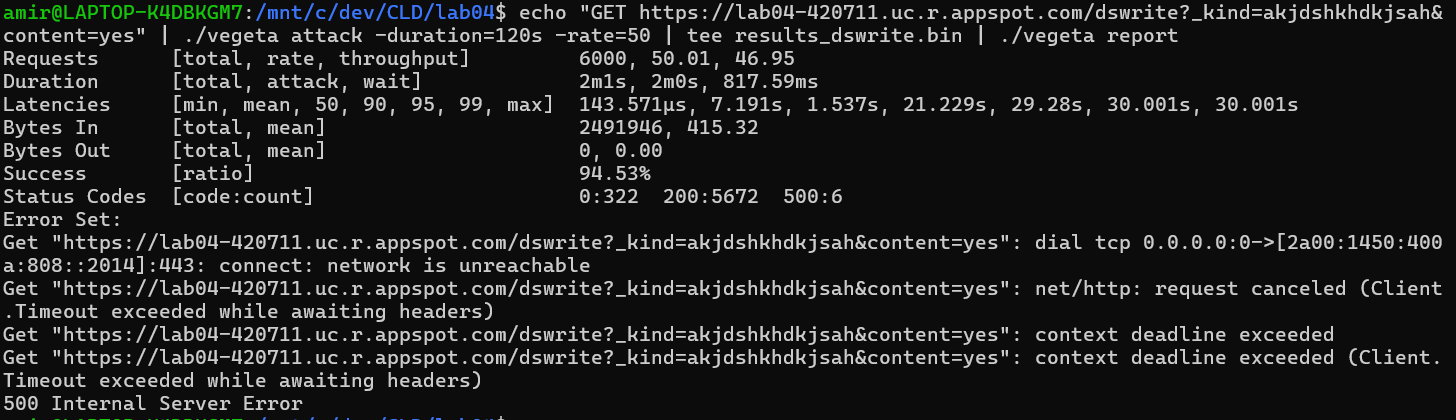 amir@LAPTOP-K4DBKGM7:/mnt/c/dev/CLD/lab04$ echo "GET https://lab04-420711.uc.r.appspot.com/dswrite?_kind=akjdshkhdkjsah&
content=yes" | ./vegeta attack -duration=120s -rate=50 | tee results_dswrite.bin | ./vegeta report
Requests      [total, rate, throughput]         6000, 50.01, 46.95
Duration      [total, attack, wait]             2m1s, 2m0s, 817.59ms
Latencies     [min, mean, 50, 90, 95, 99, max]  143.571µs, 7.191s, 1.537s, 21.229s, 29.28s, 30.001s, 30.001s
Bytes In      [total, mean]                     2491946, 415.32
Bytes Out     [total, mean]                     0, 0.00
Success       [ratio]                           94.53%
Status Codes  [code:count]                      0:322  200:5672  500:6
Error Set:
Get "https://lab04-420711.uc.r.appspot.com/dswrite?_kind=akjdshkhdkjsah&content=yes": dial tcp 0.0.0.0:0->[2a00:1450:400
a:808::2014]:443: connect: network is unreachable
Get "https://lab04-420711.uc.r.appspot.com/dswrite?_kind=akjdshkhdkjsah&content=yes": net/http: request canceled (Client
.Timeout exceeded while awaiting headers)
Get "https://lab04-420711.uc.r.appspot.com/dswrite?_kind=akjdshkhdkjsah&content=yes": context deadline exceeded
Get "https://lab04-420711.uc.r.appspot.com/dswrite?_kind=akjdshkhdkjsah&content=yes": context deadline exceeded (Client.
Timeout exceeded while awaiting headers)
500 Internal Server Error